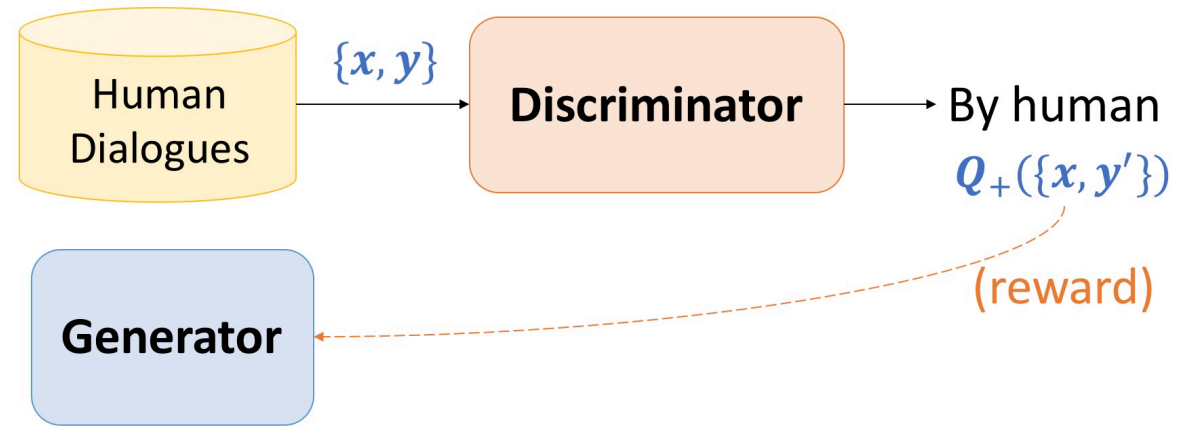 Human
Dialogues
{x, y}
Discriminator
By human
Q₊({x, y′})
(reward)
Generator